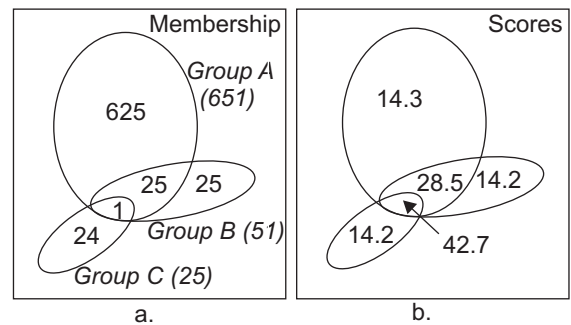 Membership
Group A
(651)
625
25
25
1
24
Group B (51)
Group C (25)
a.
Scores
14.3
28.5
14.2
14.2
42.7
b.